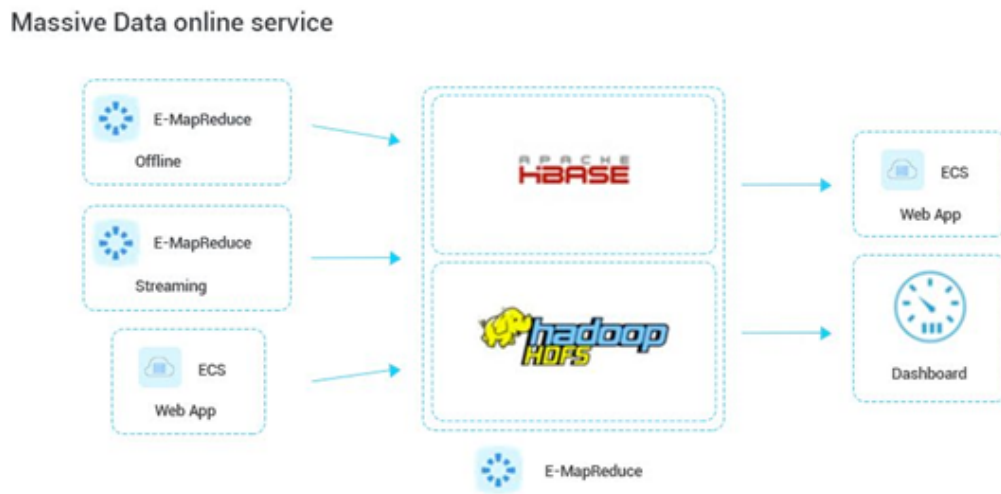 Massive Data online service
E-MapReduce
Offline
E-MapReduce
Streaming
ECS
Web App
APACHE
HBASE
hadoop
HDFS
E-MapReduce
ECS
Web App
Dashboard